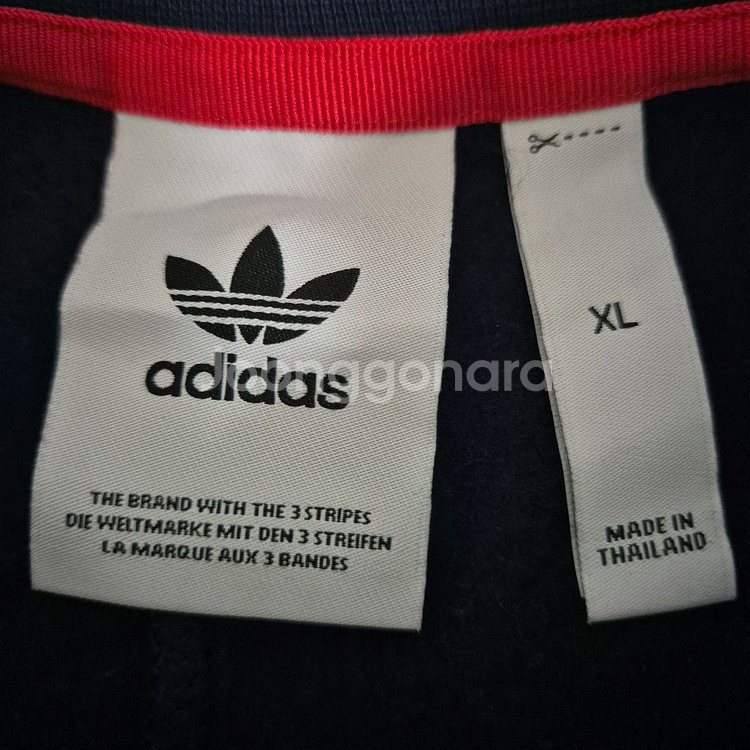 adidas
Joonggonara
THE BRAND WITH THE 3 STRIPES
DIE WELTMARKE MIT DEN 3 STREIFEN
LA MARQUE AUX 3 BANDES
XL
MADE IN
THAILAND